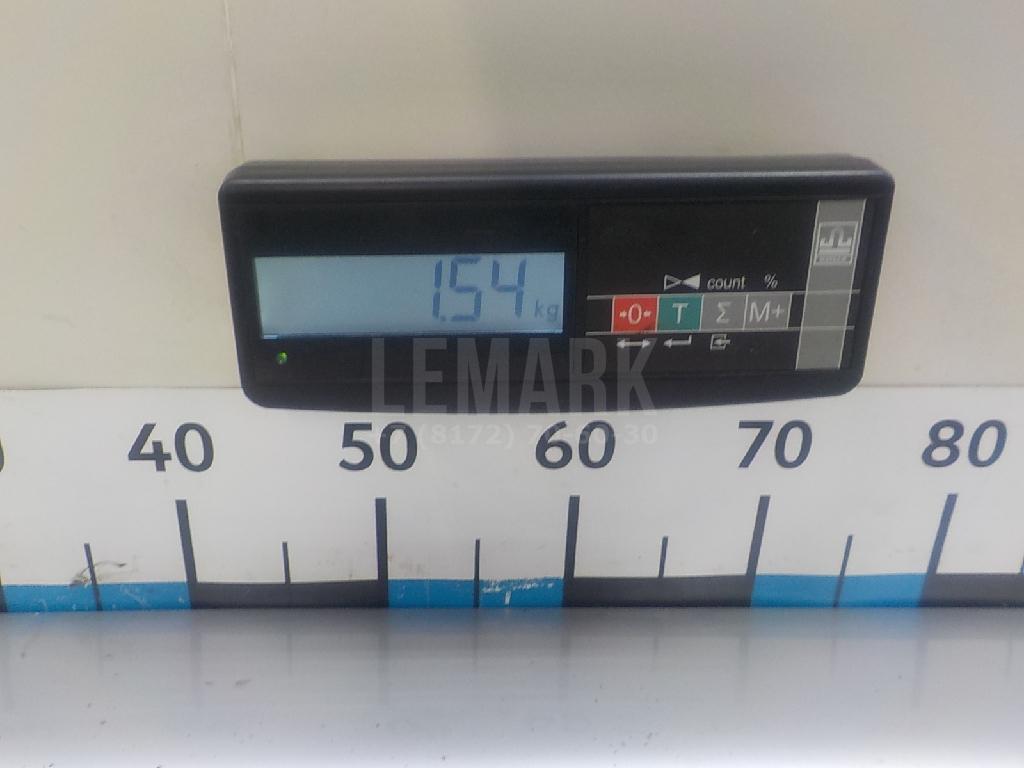 1.54 kg
count %
→0← T Σ M+
LEMARK
40 50 60 70 80